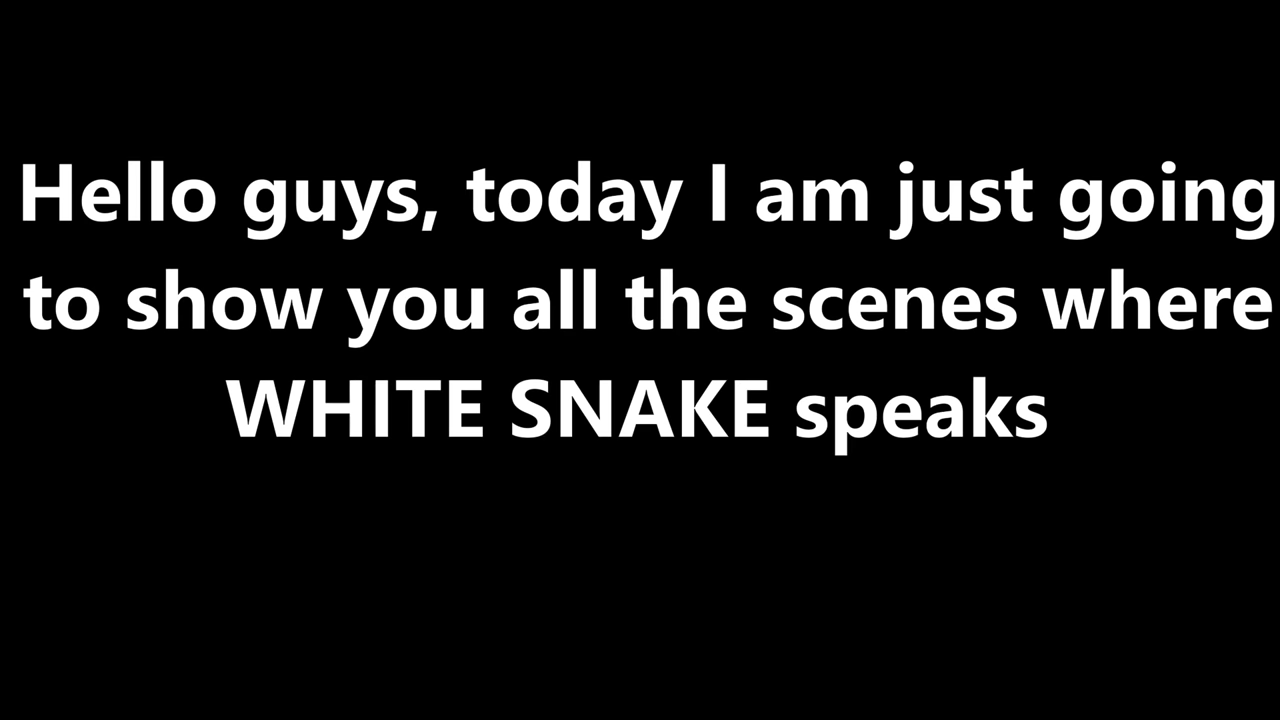 Hello guys, today I am just going
to show you all the scenes where
WHITE SNAKE speaks